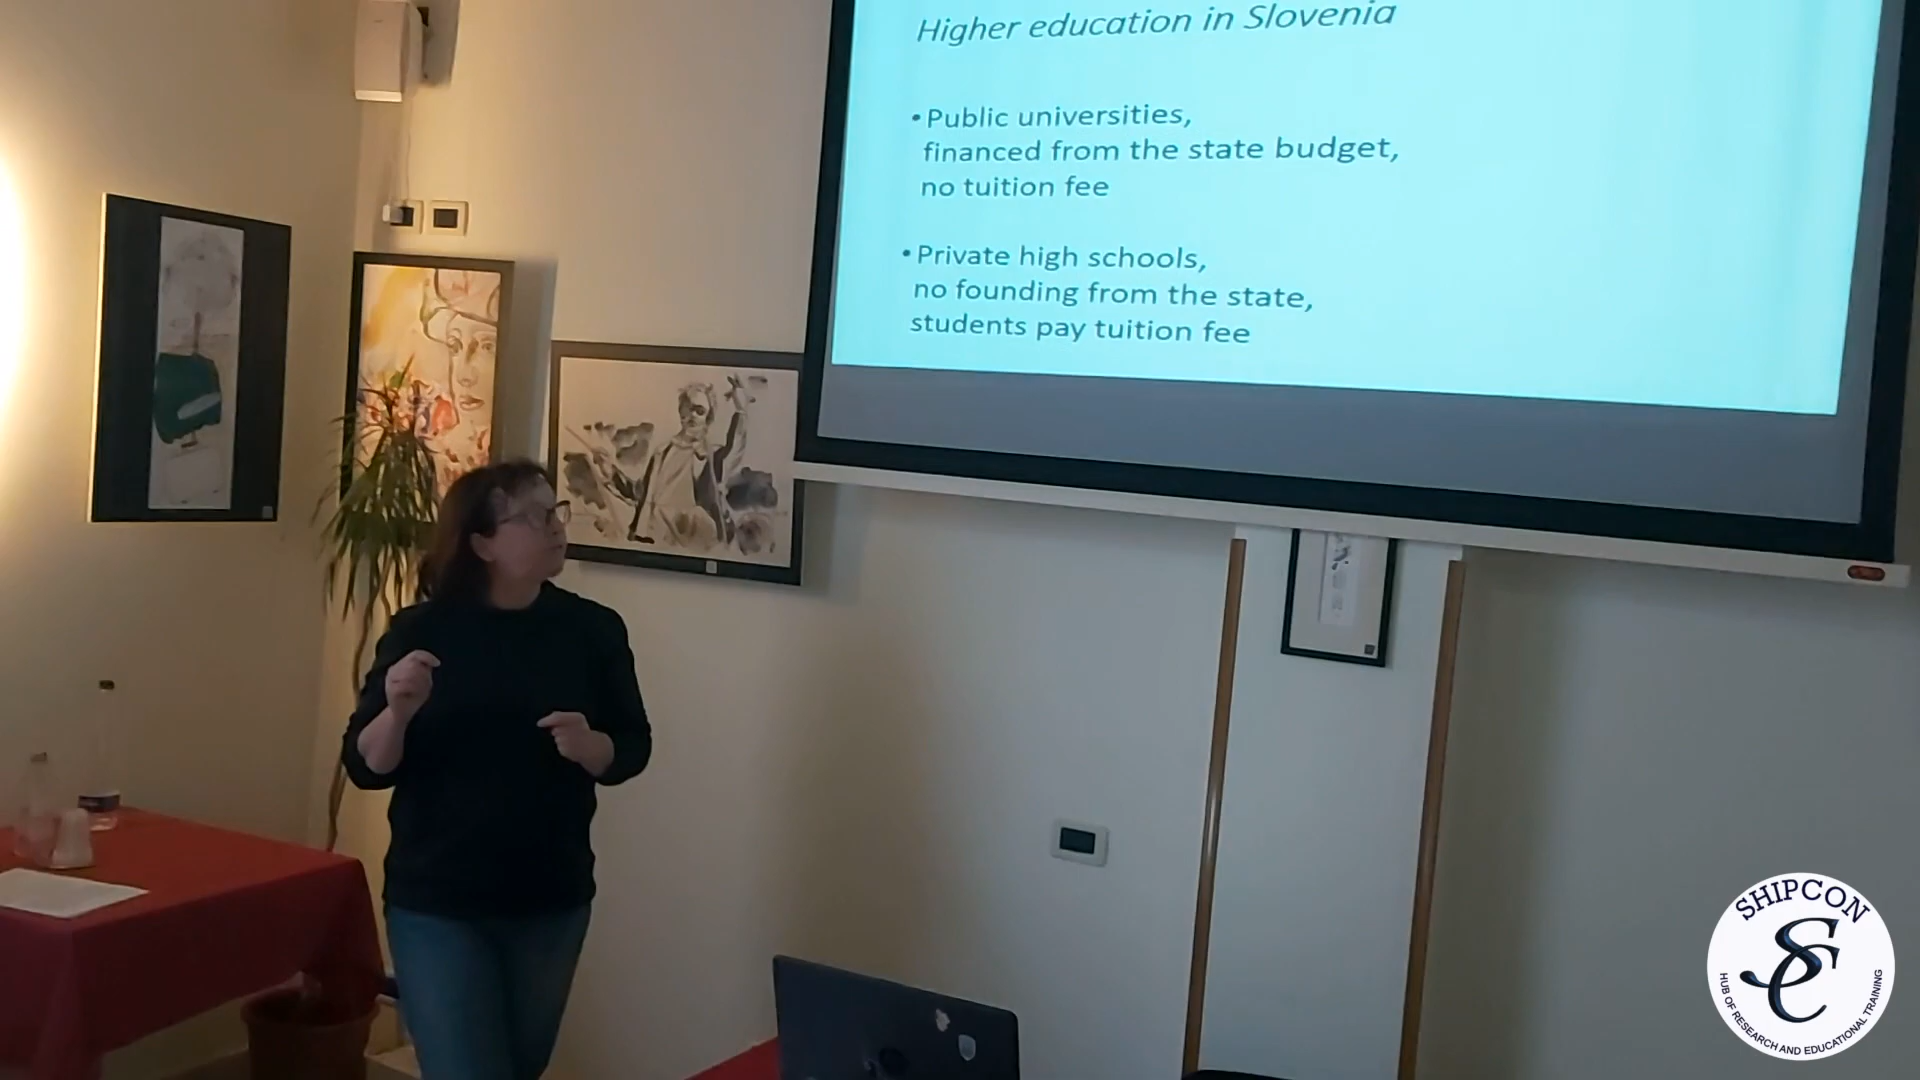 Higher education in Slovenia
• Public universities,
financed from the state budget,
no tuition fee
• Private high schools,
no founding from the state,
students pay tuition fee
SHIPCON
SC
HUB OF RESEARCH AND EDUCATIONAL TRAINING